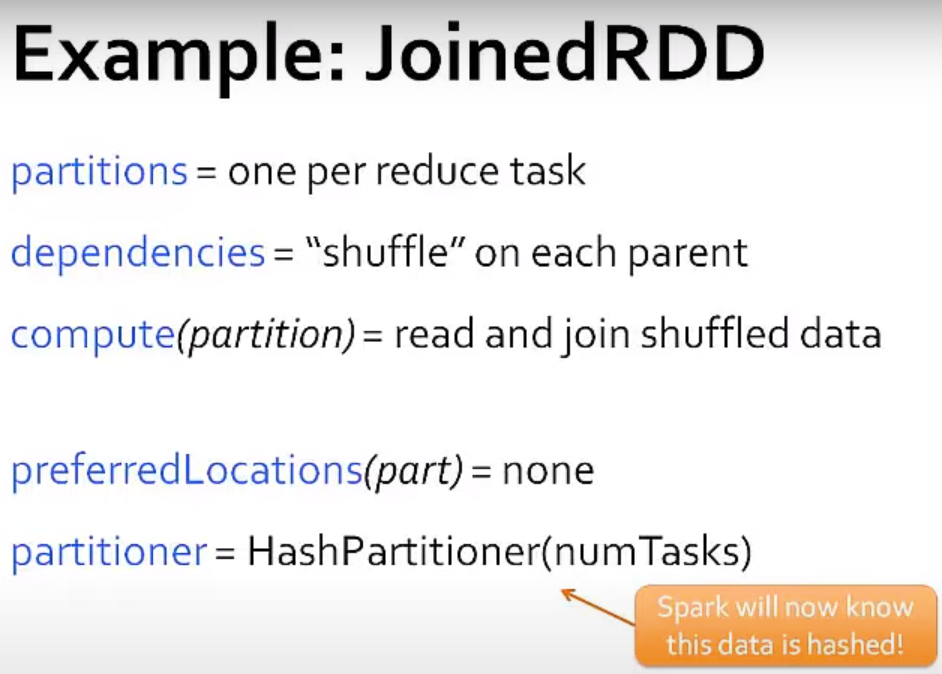 Example: JoinedRDD
partitions = one per reduce task
dependencies = “shuffle” on each parent
compute(partition) = read and join shuffled data
preferredLocations(part) = none
partitioner = HashPartitioner(numTasks)
Spark will now know
this data is hashed!